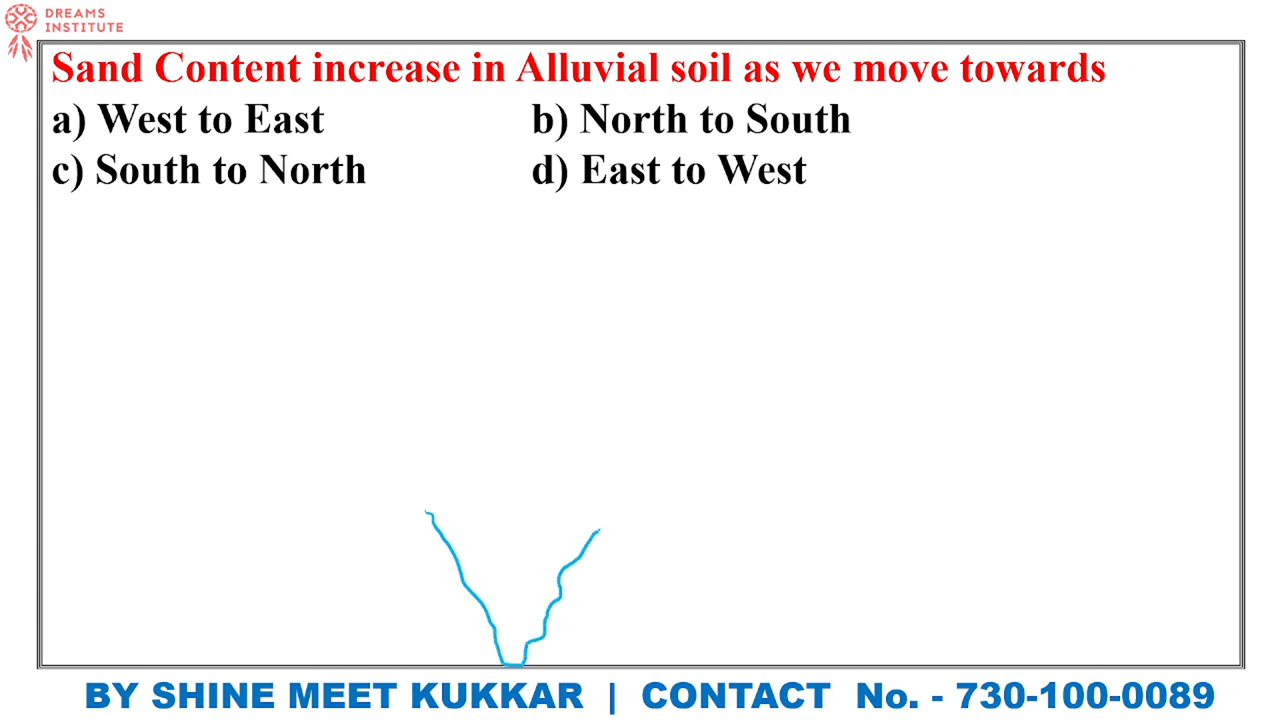 DREAMS
INSTITUTE
Sand Content increase in Alluvial soil as we move towards
a) West to East b) North to South
c) South to North d) East to West
BY SHINE MEET KUKKAR | CONTACT No. - 730-100-0089